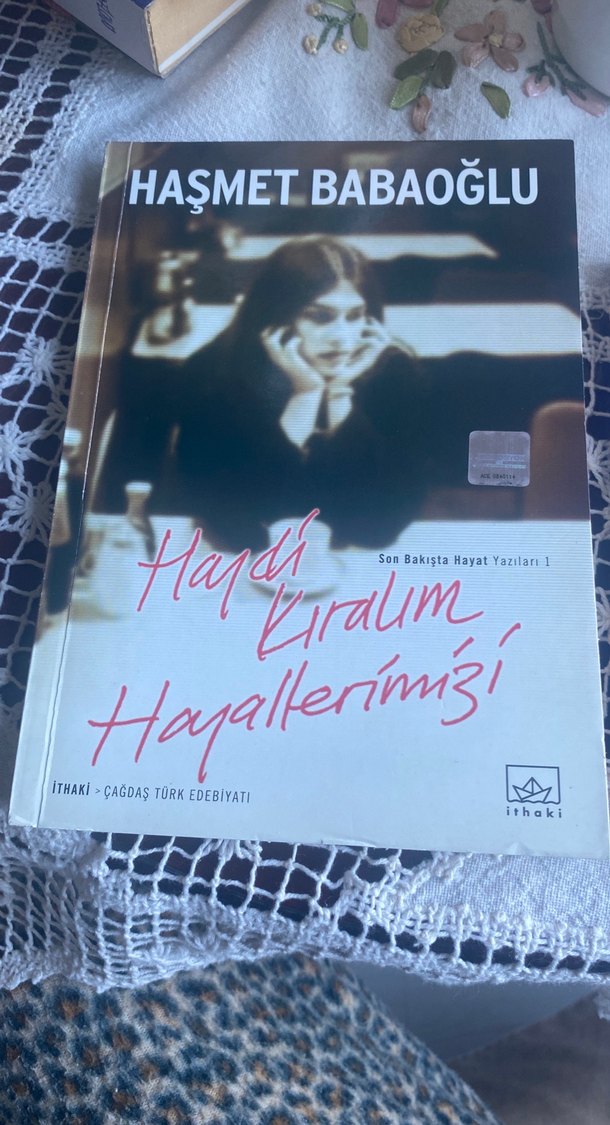 HAŞMET BABAOĞLU
Son Bakışta Hayat Yazıları 1
Haydi
Kıralım
Hayallerimizi
İTHAKİ > ÇAĞDAŞ TÜRK EDEBİYATI
ithaki